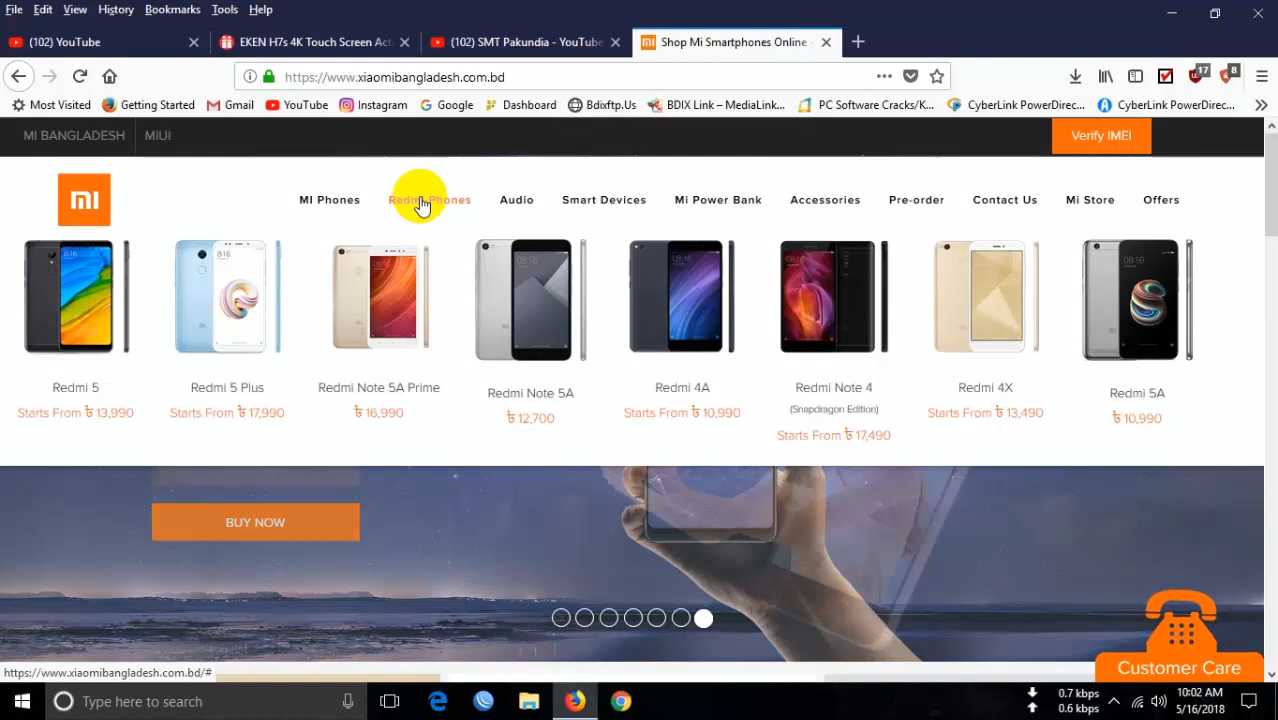 File Edit View History Bookmarks Tools Help
(102) YouTube
EKEN H7s 4K Touch Screen Act
(102) SMT Pakundia - YouTube
Shop Mi Smartphones Online -
https://www.xiaomibangladesh.com.bd
17
8
Most Visited Getting Started Gmail YouTube Instagram Google Dashboard Bdixftp.Us BDIX Link – MediaLink... PC Software Cracks/K... CyberLink PowerDirec... CyberLink PowerDirec...
MI BANGLADESH MIUI
Verify IMEI
MI Phones Redmi Phones Audio Smart Devices Mi Power Bank Accessories Pre-order Contact Us Mi Store Offers
Redmi 5
Starts From ৳ 13,990
Redmi 5 Plus
Starts From ৳ 17,990
Redmi Note 5A Prime
৳ 16,990
Redmi Note 5A
৳ 12,700
Redmi 4A
Starts From ৳ 10,990
Redmi Note 4
(Snapdragon Edition)
Starts From ৳ 17,490
Redmi 4X
Starts From ৳ 13,490
Redmi 5A
৳ 10,990
BUY NOW
Customer Care
https://www.xiaomibangladesh.com.bd/#
Type here to search
0.7 kbps
0.6 kbps
10:02 AM
5/16/2018